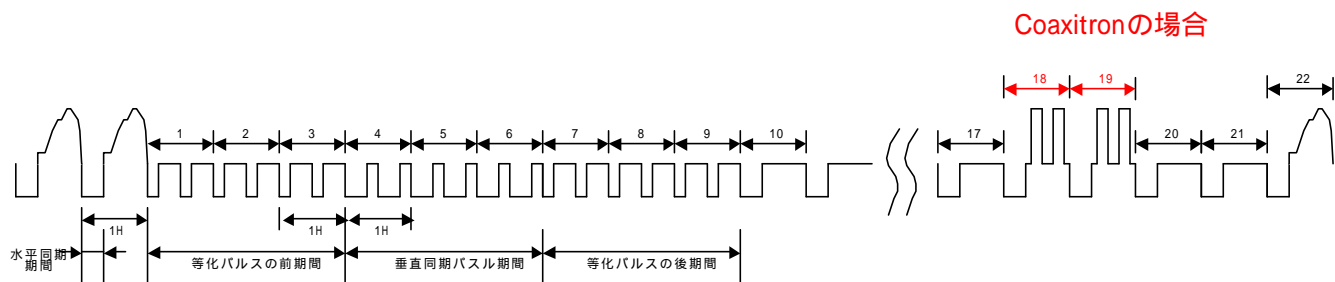 Coaxitronの場合
18 19 22
1 2 3 4 5 6 7 8 9 10 17 20 21
1H 1H 1H
水平同期
期間
等化パルスの前期間 垂直同期パスル期間 等化パルスの後期間